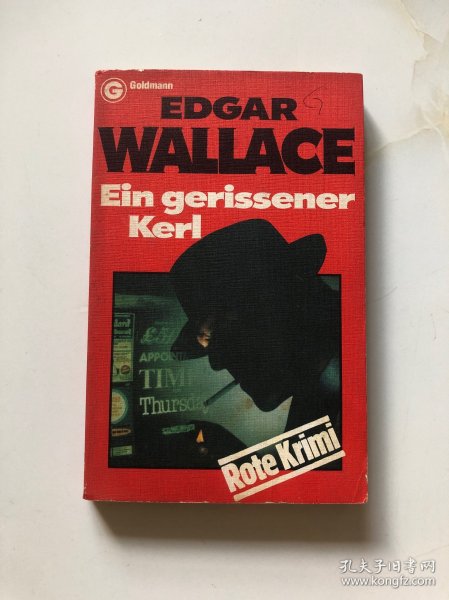 G Goldmann
EDGAR
WALLACE
Ein gerissener
Kerl
APPOIN
TIM
Thursda
Rote Krimi
孔夫子旧书网
www.kongfz.com